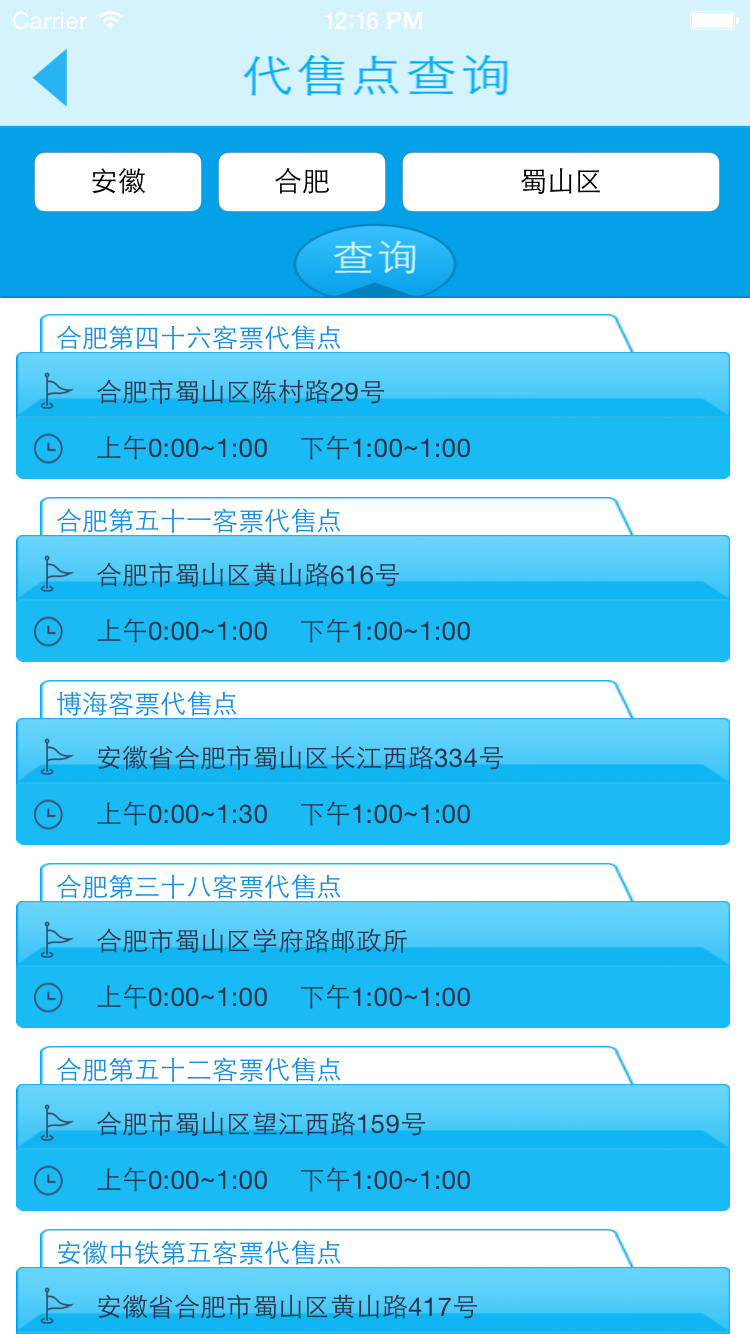 Carrier 12:16 PM
代售点查询
安徽 合肥 蜀山区
查询
合肥第四十六客票代售点
合肥市蜀山区陈村路29号
上午0:00~1:00 下午1:00~1:00
合肥第五十一客票代售点
合肥市蜀山区黄山路616号
上午0:00~1:00 下午1:00~1:00
博海客票代售点
安徽省合肥市蜀山区长江西路334号
上午0:00~1:30 下午1:00~1:00
合肥第三十八客票代售点
合肥市蜀山区学府路邮政所
上午0:00~1:00 下午1:00~1:00
合肥第五十二客票代售点
合肥市蜀山区望江西路159号
上午0:00~1:00 下午1:00~1:00
安徽中铁第五客票代售点
安徽省合肥市蜀山区黄山路417号